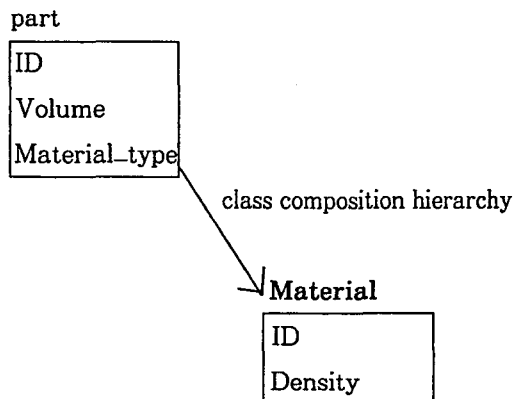 part
ID
Volume
Material_type
class composition hierarchy
Material
ID
Density